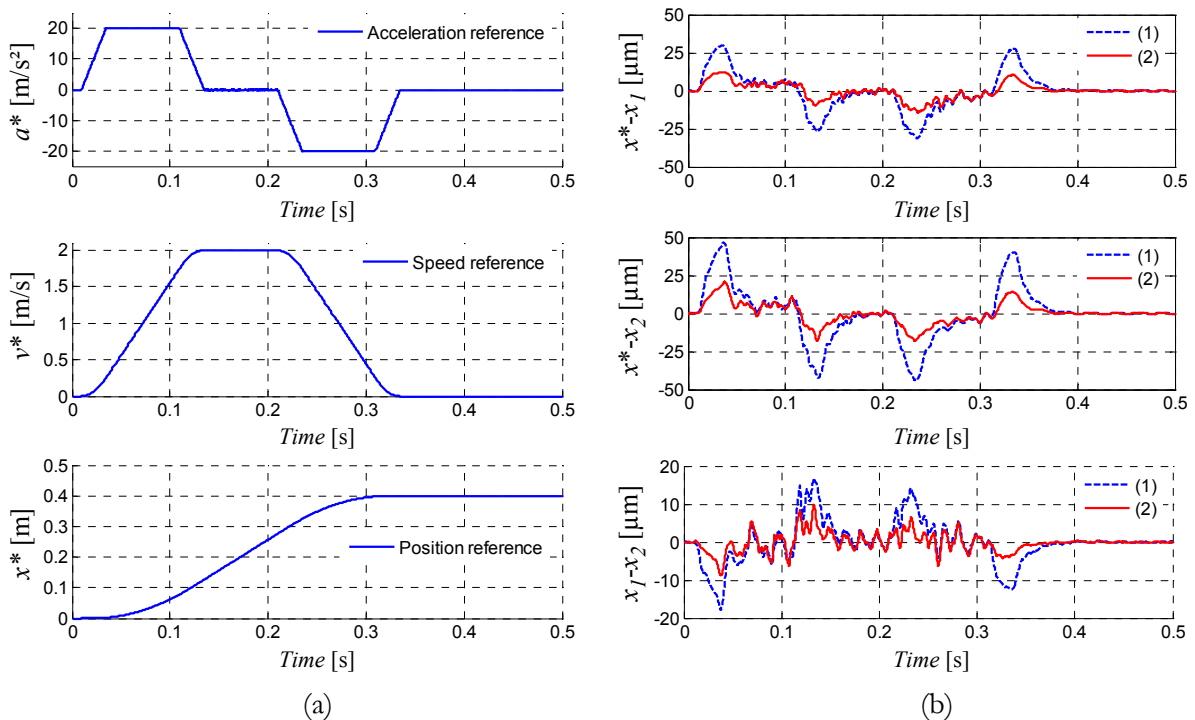 a* [m/s²]
20
10
0
-10
-20
Acceleration reference
0 0.1 0.2 0.3 0.4 0.5
Time [s]
v* [m/s]
2
1.5
1
0.5
0
Speed reference
0 0.1 0.2 0.3 0.4 0.5
Time [s]
x* [m]
0.5
0.4
0.3
0.2
0.1
0
Position reference
0 0.1 0.2 0.3 0.4 0.5
Time [s]
(a)
x*-x1 [μm]
50
25
0
-25
-50
(1)
(2)
0 0.1 0.2 0.3 0.4 0.5
Time [s]
x*-x2 [μm]
50
25
0
-25
-50
(1)
(2)
0 0.1 0.2 0.3 0.4 0.5
Time [s]
x1-x2 [μm]
20
10
0
-10
20
(1)
(2)
0 0.1 0.2 0.3 0.4 0.5
Time [s]
(b)